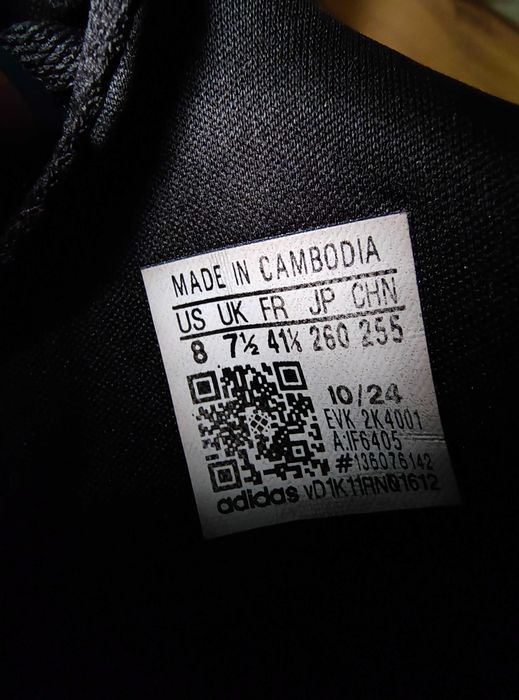 MADE IN CAMBODIA
US UK FR JP CHN
8 7½ 41⅓ 260 255
10/24
EVK 2K4001
A:IF6405
#136076142
adidas vD1K11RN01612